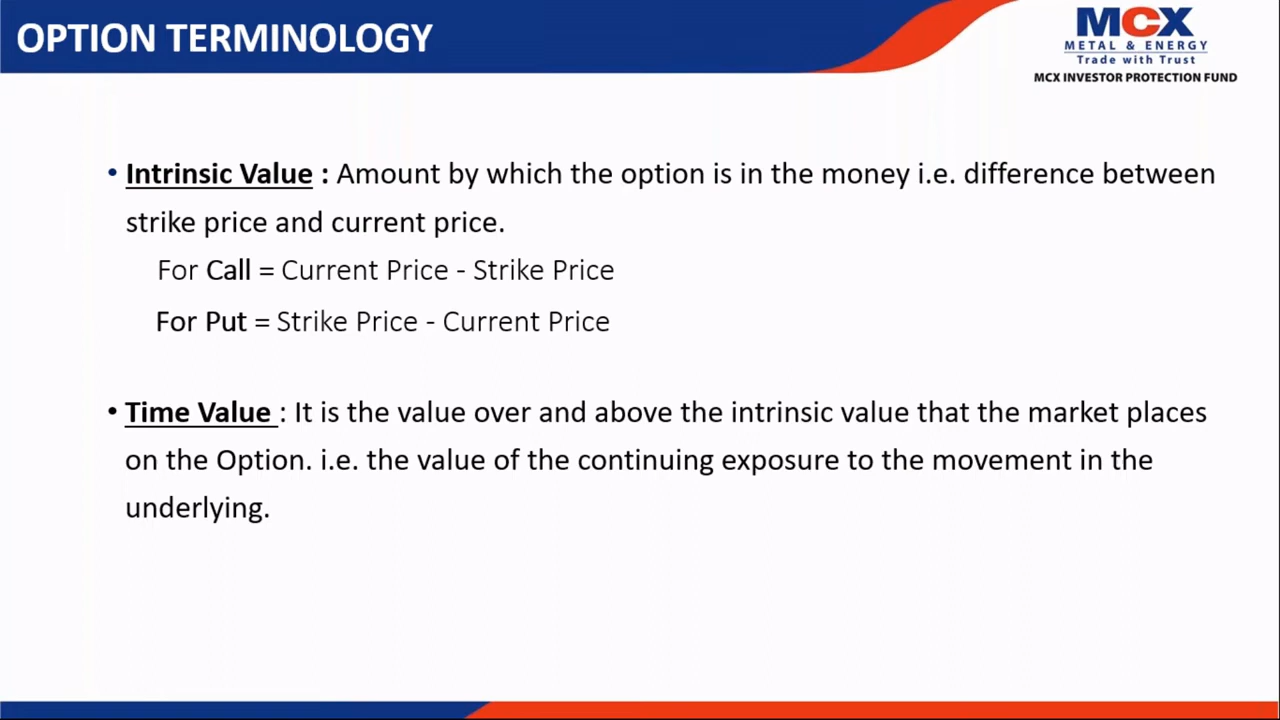 OPTION TERMINOLOGY
MCX
METAL & ENERGY
Trade with Trust
MCX INVESTOR PROTECTION FUND
• Intrinsic Value : Amount by which the option is in the money i.e. difference between
strike price and current price.
For Call = Current Price - Strike Price
For Put = Strike Price - Current Price
• Time Value : It is the value over and above the intrinsic value that the market places
on the Option. i.e. the value of the continuing exposure to the movement in the
underlying.